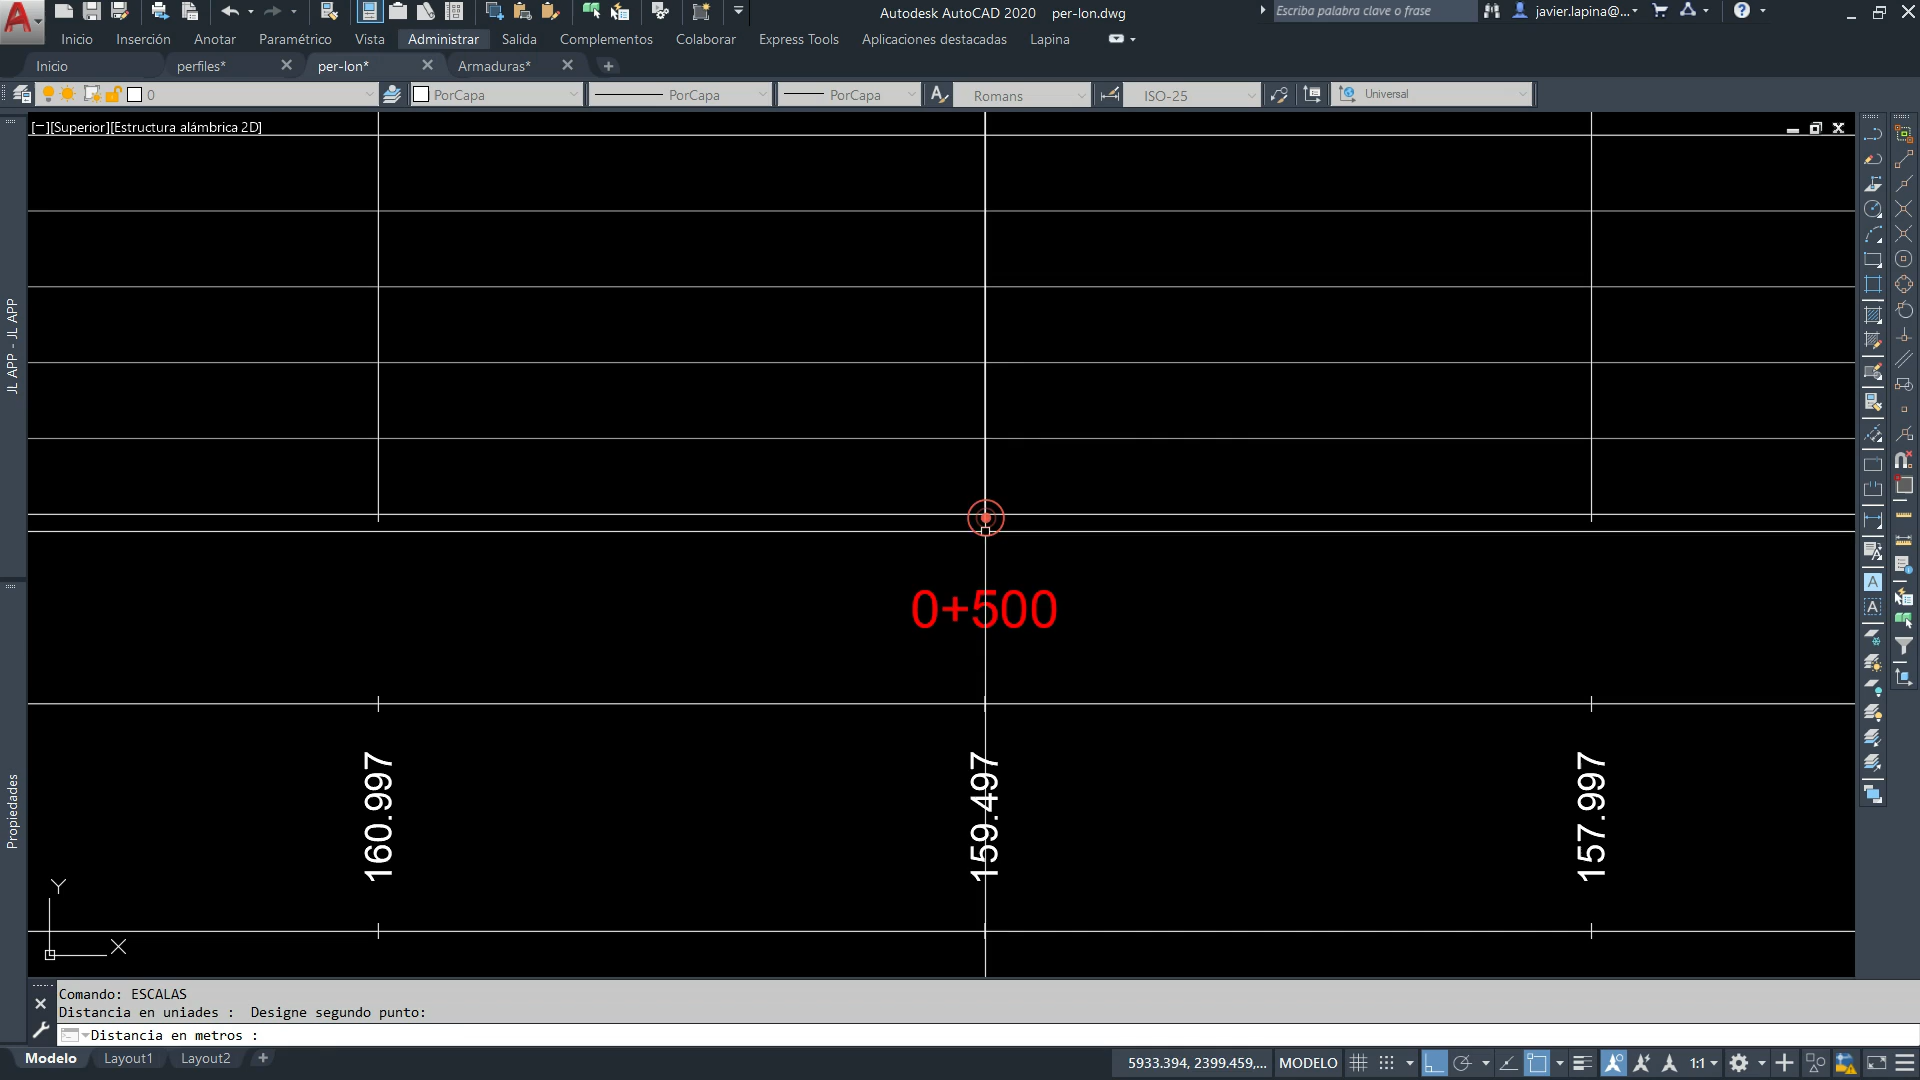 Autodesk AutoCAD 2020 per-lon.dwg
Escriba palabra clave o frase
javier.lapina@...
Inicio Inserción Anotar Paramétrico Vista Administrar Salida Complementos Colaborar Express Tools Aplicaciones destacadas Lapina
Inicio perfiles* per-lon* Armaduras*
0 PorCapa PorCapa PorCapa Romans ISO-25 Universal
[−][Superior][Estructura alámbrica 2D]
JL APP - JL APP
0+500
160.997
159.497
157.997
Propiedades
Y
X
Comando: ESCALAS
Distancia en uniades : Designe segundo punto:
Distancia en metros :
Modelo Layout1 Layout2
5933.394, 2399.459,... MODELO 1:1